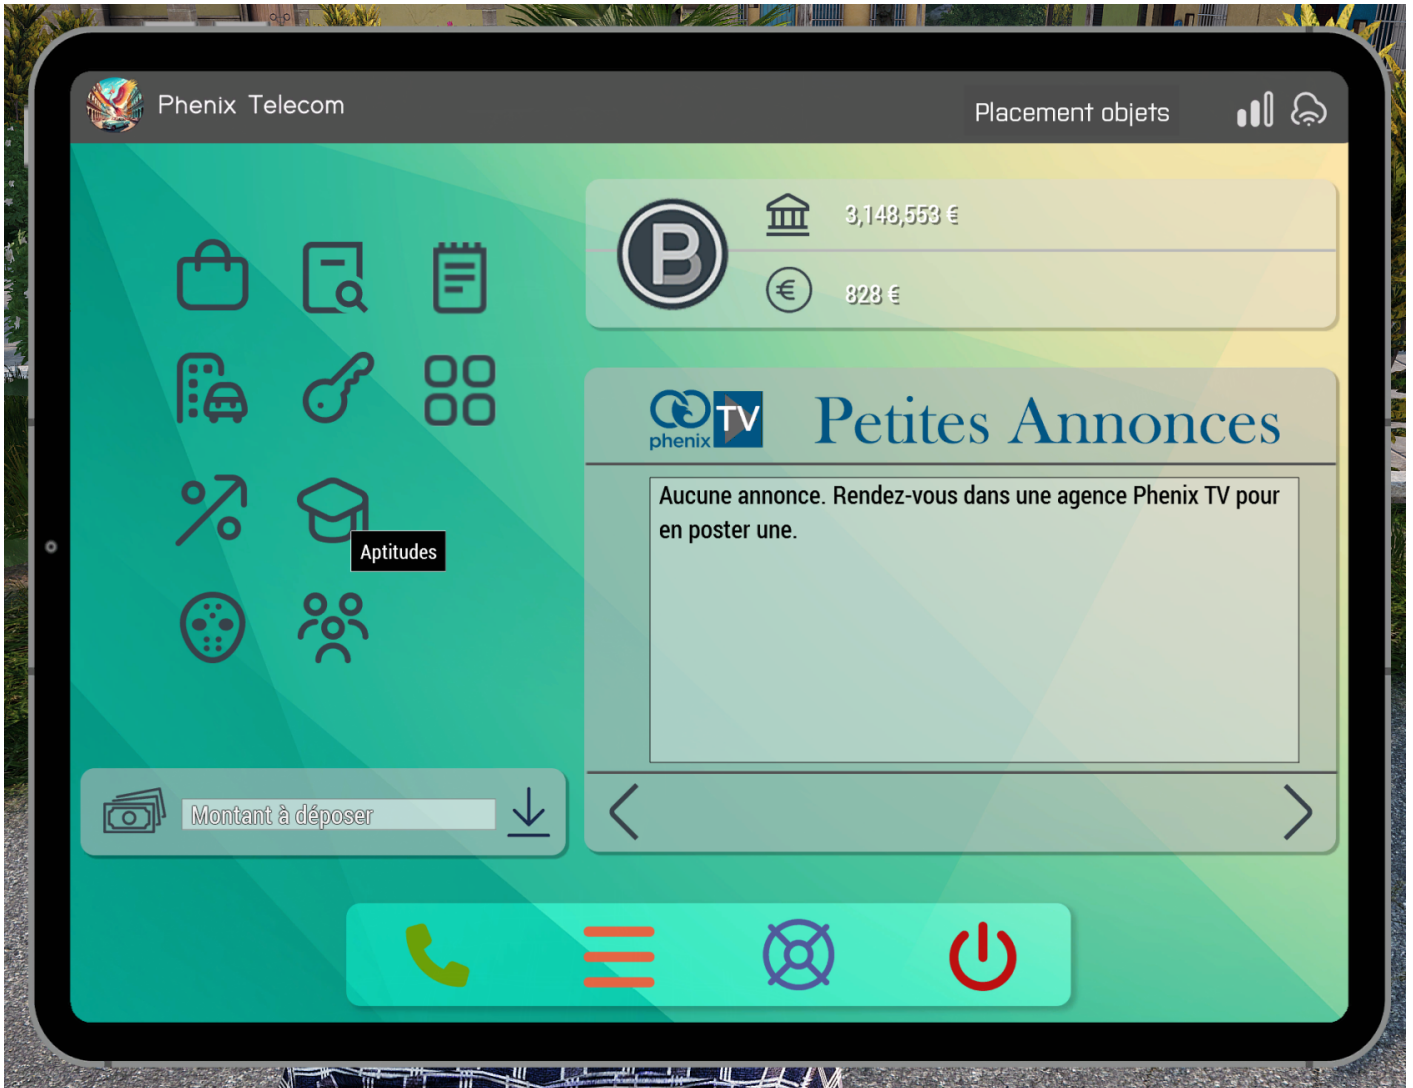 Phenix Telecom
Placement objets
3,148,553 €
B
828 €
phenix TV
Petites Annonces
Aucune annonce. Rendez-vous dans une agence Phenix TV pour
en poster une.
Aptitudes
Montant à déposer